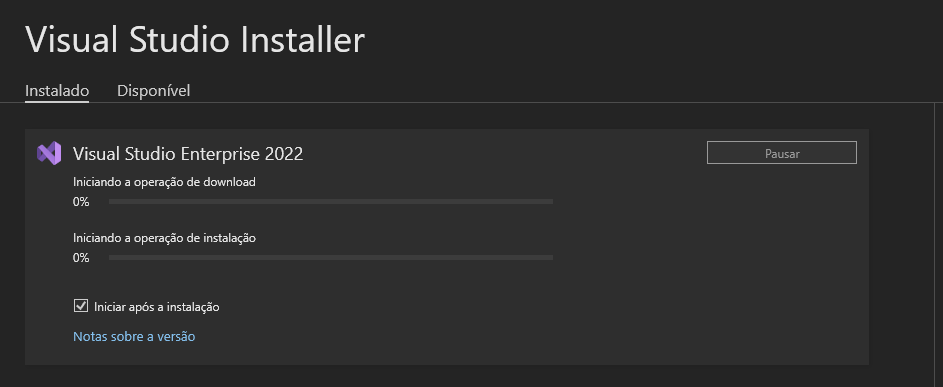 Visual Studio Installer
Instalado
Disponível
Visual Studio Enterprise 2022
Pausar
Iniciando a operação de download
0%
Iniciando a operação de instalação
0%
Iniciar após a instalação
Notas sobre a versão